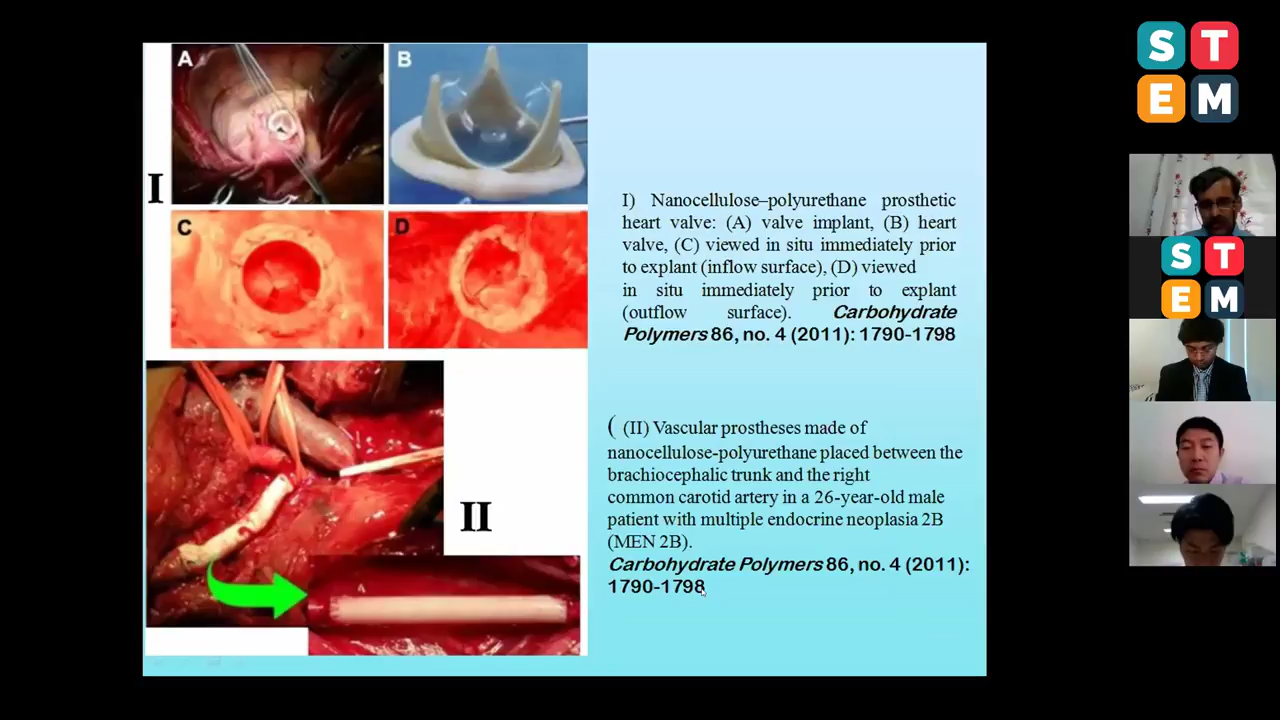 A
B
C
D
I
I) Nanocellulose–polyurethane prosthetic
heart valve: (A) valve implant, (B) heart
valve, (C) viewed in situ immediately prior
to explant (inflow surface), (D) viewed
in situ immediately prior to explant
(outflow surface). Carbohydrate
Polymers 86, no. 4 (2011): 1790-1798
II
A
( (II) Vascular prostheses made of
nanocellulose-polyurethane placed between the
brachiocephalic trunk and the right
common carotid artery in a 26-year-old male
patient with multiple endocrine neoplasia 2B
(MEN 2B).
Carbohydrate Polymers 86, no. 4 (2011):
1790-1798
S T
E M
S T
E M